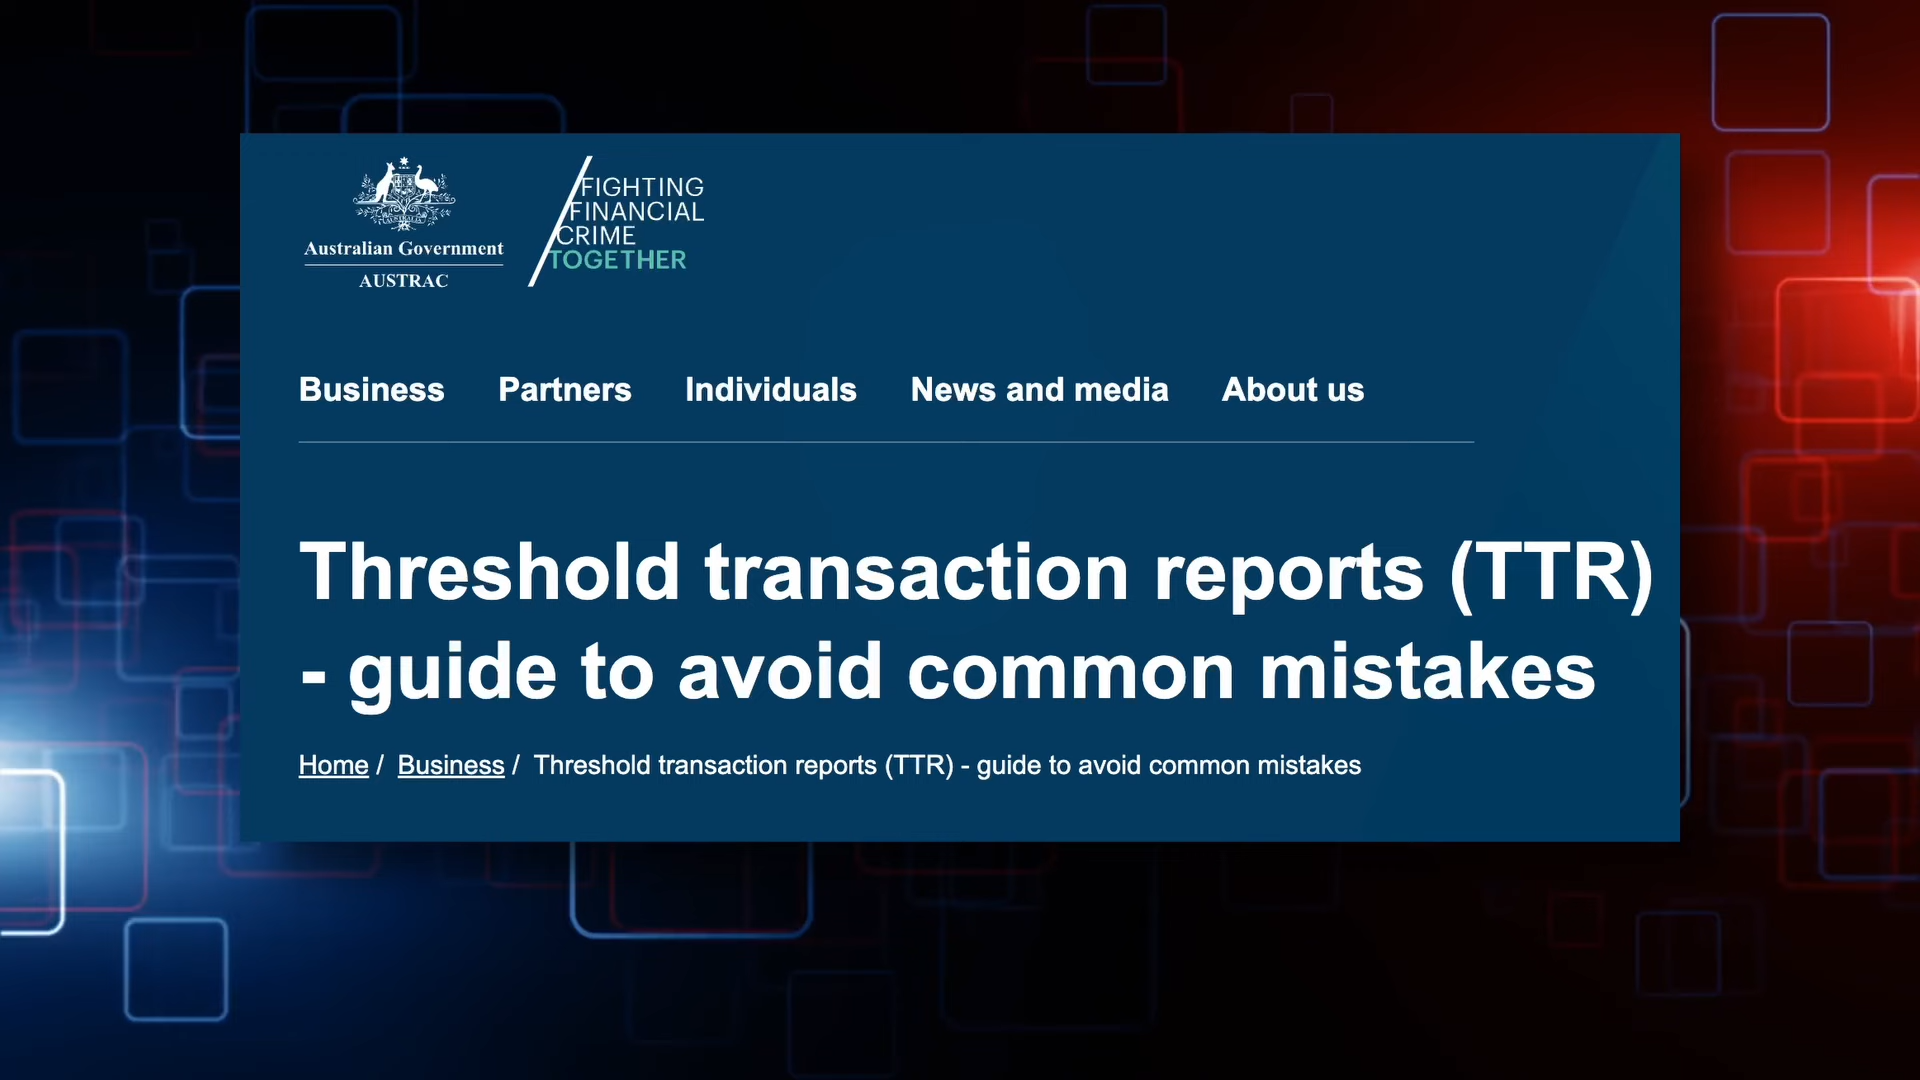 Australian Government
AUSTRAC
FIGHTING
FINANCIAL
CRIME
TOGETHER
Business Partners Individuals News and media About us
Threshold transaction reports (TTR)
- guide to avoid common mistakes
Home / Business / Threshold transaction reports (TTR) - guide to avoid common mistakes